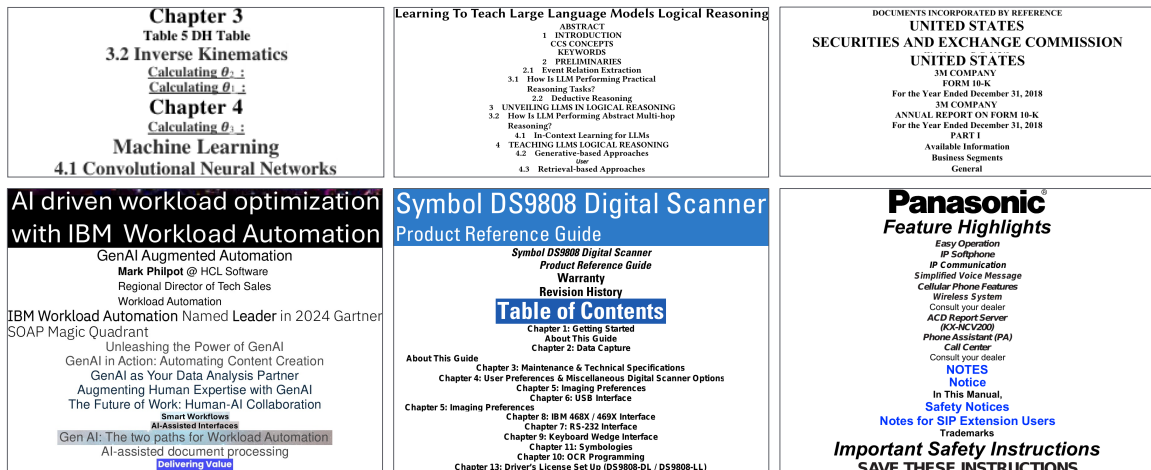 Chapter 3
Table 5 DH Table
3.2 Inverse Kinematics
Calculating θ₂ :
Calculating θ₁ :
Chapter 4
Calculating θ₃ :
Machine Learning
4.1 Convolutional Neural Networks
Learning To Teach Large Language Models Logical Reasoning
ABSTRACT
1 INTRODUCTION
CCS CONCEPTS
KEYWORDS
2 PRELIMINARIES
2.1 Event Relation Extraction
3.1 How Is LLM Performing Practical
Reasoning Tasks?
2.2 Deductive Reasoning
3 UNVEILING LLMS IN LOGICAL REASONING
3.2 How Is LLM Performing Abstract Multi-hop
Reasoning?
4.1 In-Context Learning for LLMs
4 TEACHING LLMS LOGICAL REASONING
4.2 Generative-based Approaches
User
4.3 Retrieval-based Approaches
DOCUMENTS INCORPORATED BY REFERENCE
UNITED STATES
SECURITIES AND EXCHANGE COMMISSION
UNITED STATES
3M COMPANY
FORM 10-K
For the Year Ended December 31, 2018
3M COMPANY
ANNUAL REPORT ON FORM 10-K
For the Year Ended December 31, 2018
PART I
Available Information
Business Segments
General
AI driven workload optimization
with IBM Workload Automation
GenAI Augmented Automation
Mark Philpot @ HCL Software
Regional Director of Tech Sales
Workload Automation
IBM Workload Automation Named Leader in 2024 Gartner
SOAP Magic Quadrant
Unleashing the Power of GenAI
GenAI in Action: Automating Content Creation
GenAI as Your Data Analysis Partner
Augmenting Human Expertise with GenAI
The Future of Work: Human-AI Collaboration
Smart Workflows
AI-Assisted Interfaces
Gen AI: The two paths for Workload Automation
AI-assisted document processing
Delivering Value
Symbol DS9808 Digital Scanner
Product Reference Guide
Symbol DS9808 Digital Scanner
Product Reference Guide
Warranty
Revision History
Table of Contents
Chapter 1: Getting Started
About This Guide
Chapter 2: Data Capture
About This Guide
Chapter 3: Maintenance & Technical Specifications
Chapter 4: User Preferences & Miscellaneous Digital Scanner Options
Chapter 5: Imaging Preferences
Chapter 6: USB Interface
Chapter 5: Imaging Preferences
Chapter 8: IBM 468X / 469X Interface
Chapter 7: RS-232 Interface
Chapter 9: Keyboard Wedge Interface
Chapter 11: Symbologies
Chapter 10: OCR Programming
Chapter 13: Driver's License Set Up (DS9808-DL / DS9808-LL)
Panasonic®
Feature Highlights
Easy Operation
IP Softphone
IP Communication
Simplified Voice Message
Cellular Phone Features
Wireless System
Consult your dealer
ACD Report Server
(KX-NCV200)
Phone Assistant (PA)
Call Center
Consult your dealer
NOTES
Notice
In This Manual,
Safety Notices
Notes for SIP Extension Users
Trademarks
Important Safety Instructions
SAVE THESE INSTRUCTIONS